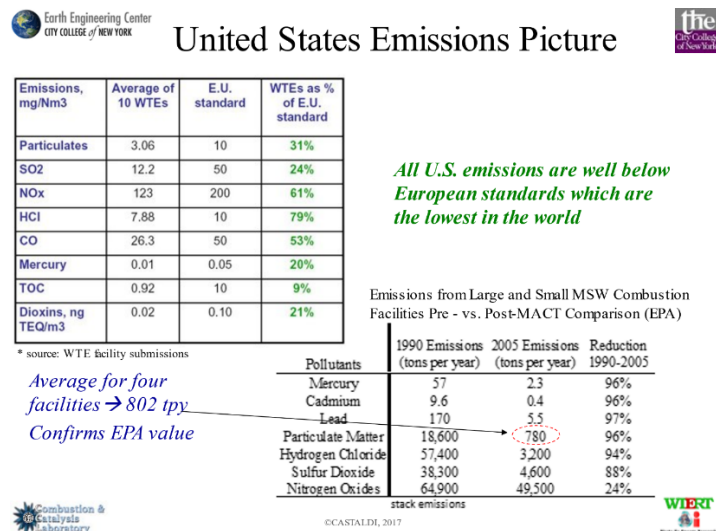 Earth Engineering Center
CITY COLLEGE of NEW YORK
United States Emissions Picture
the
City College
of New York
Emissions, mg/Nm3 | Average of 10 WTEs | E.U. standard | WTEs as % of E.U. standard
Particulates | 3.06 | 10 | 31%
SO2 | 12.2 | 50 | 24%
NOx | 123 | 200 | 61%
HCl | 7.88 | 10 | 79%
CO | 26.3 | 50 | 53%
Mercury | 0.01 | 0.05 | 20%
TOC | 0.92 | 10 | 9%
Dioxins, ng TEQ/m3 | 0.02 | 0.10 | 21%
* source: WTE facility submissions
All U.S. emissions are well below
European standards which are
the lowest in the world
Average for four
facilities → 802 tpy
Confirms EPA value
Emissions from Large and Small MSW Combustion
Facilities Pre - vs. Post-MACT Comparison (EPA)
Pollutants | 1990 Emissions (tons per year) | 2005 Emissions (tons per year) | Reduction 1990-2005
Mercury | 57 | 2.3 | 96%
Cadmium | 9.6 | 0.4 | 96%
Lead | 170 | 5.5 | 97%
Particulate Matter | 18,600 | 780 | 96%
Hydrogen Chloride | 57,400 | 3,200 | 94%
Sulfur Dioxide | 38,300 | 4,600 | 88%
Nitrogen Oxides | 64,900 | 49,500 | 24%
stack emissions
Combustion &
Catalysis
Laboratory
©CASTALDI, 2017
WTERT